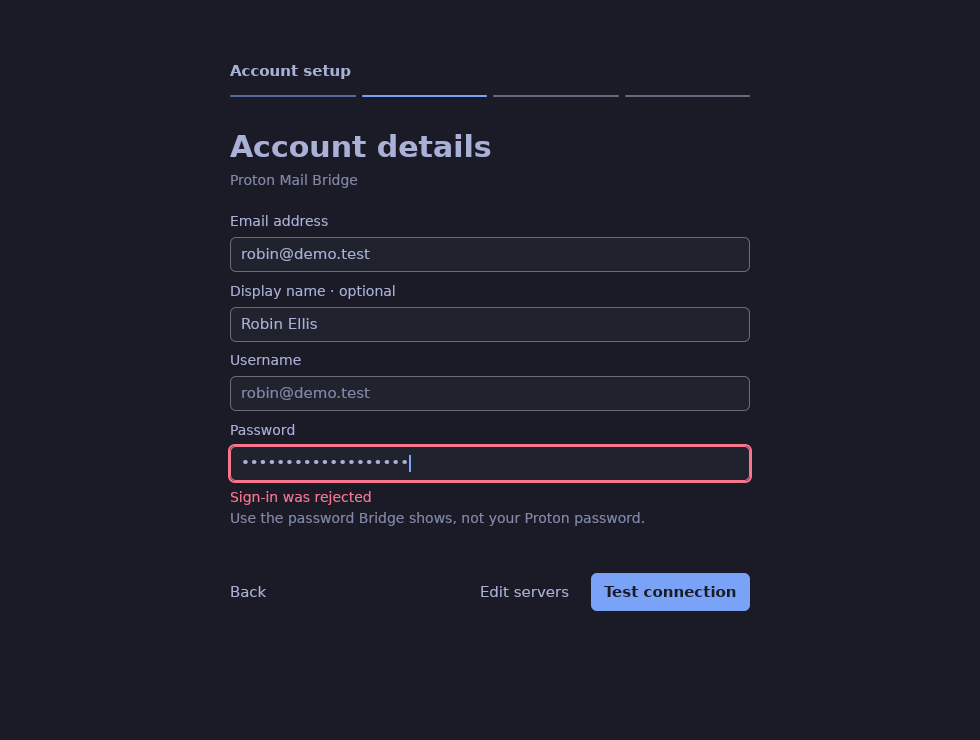 Account setup
Account details
Proton Mail Bridge
Email address
robin@demo.test
Display name · optional
Robin Ellis
Username
robin@demo.test
Password
•••••••••••••••••••
Sign-in was rejected
Use the password Bridge shows, not your Proton password.
Back
Edit servers
Test connection